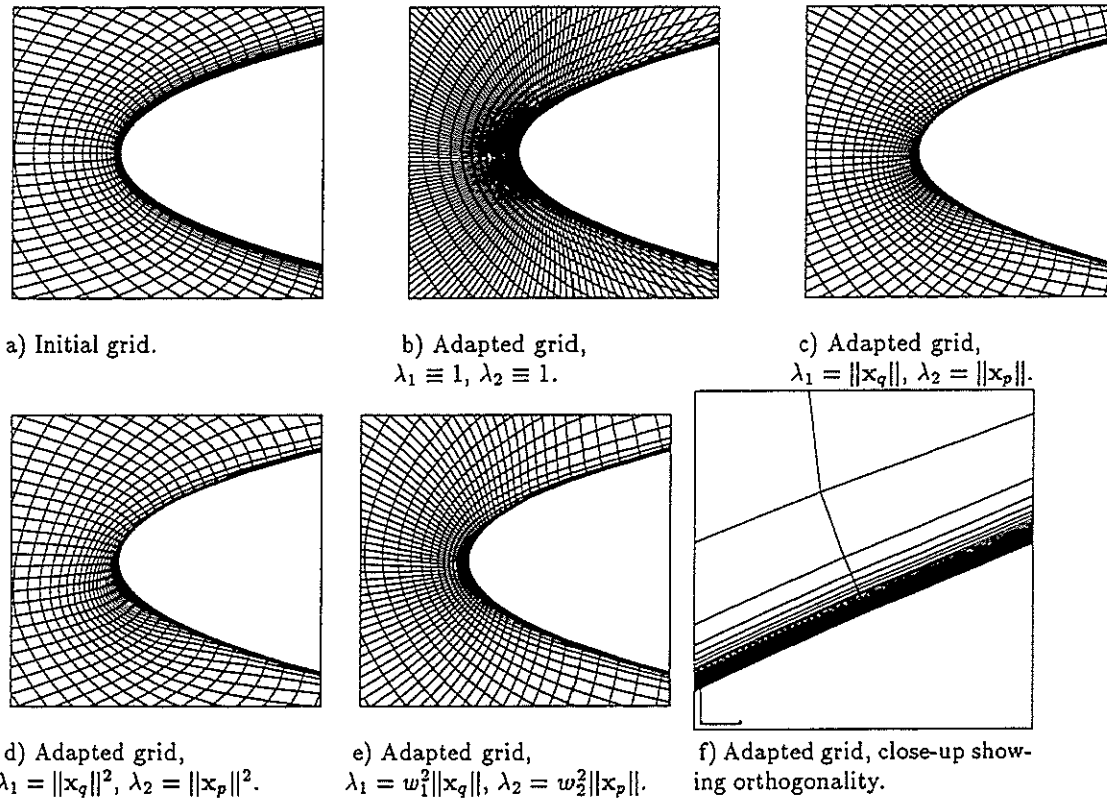 a) Initial grid.
b) Adapted grid,
λ₁ ≡ 1, λ₂ ≡ 1.
c) Adapted grid,
λ₁ = ||x_q||, λ₂ = ||x_p||.
d) Adapted grid,
λ₁ = ||x_q||², λ₂ = ||x_p||².
e) Adapted grid,
λ₁ = w₁²||x_q||, λ₂ = w₂²||x_p||.
f) Adapted grid, close-up show-
ing orthogonality.